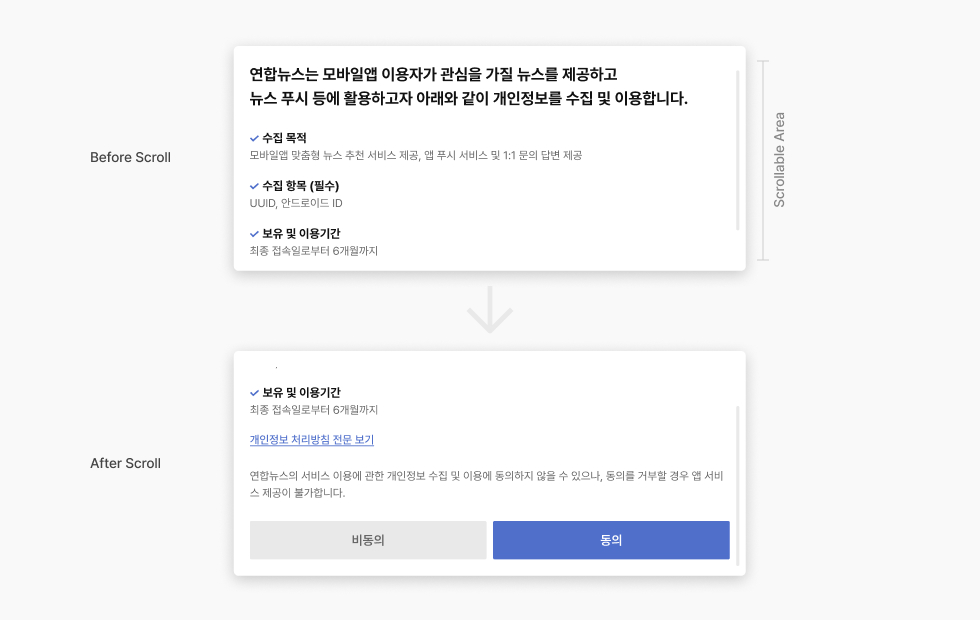 연합뉴스는 모바일앱 이용자가 관심을 가질 뉴스를 제공하고
뉴스 푸시 등에 활용하고자 아래와 같이 개인정보를 수집 및 이용합니다.
수집 목적
모바일앱 맞춤형 뉴스 추천 서비스 제공, 앱 푸시 서비스 및 1:1 문의 답변 제공
Before Scroll
수집 항목 (필수)
UUID, 안드로이드 ID
보유 및 이용기간
최종 접속일로부터 6개월까지
Scrollable Area
보유 및 이용기간
최종 접속일로부터 6개월까지
개인정보 처리방침 전문 보기
After Scroll
연합뉴스의 서비스 이용에 관한 개인정보 수집 및 이용에 동의하지 않을 수 있으나, 동의를 거부할 경우 앱 서비
스 제공이 불가합니다.
비동의
동의